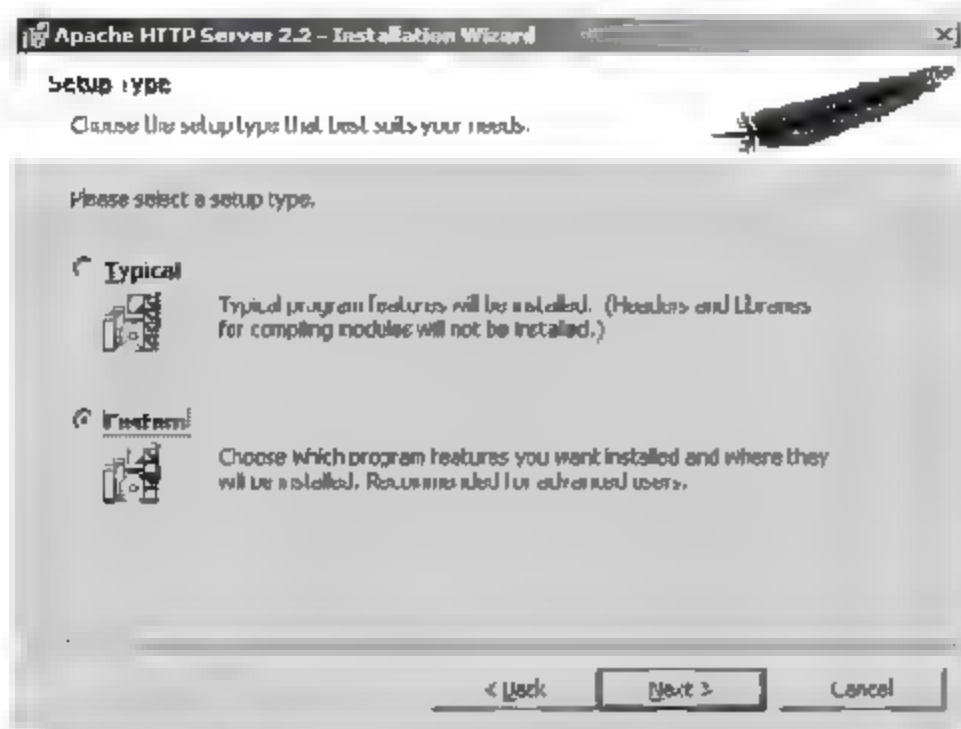 Apache HTTP Server 2.2 - Installation Wizard
Setup Type
Choose the setup type that best suits your needs.
Please select a setup type.
Typical
Typical program features will be installed. (Headers and Libraries
for compiling modules will not be installed.)
Custom
Choose which program features you want installed and where they
will be installed. Recommended for advanced users.
< Back
Next >
Cancel